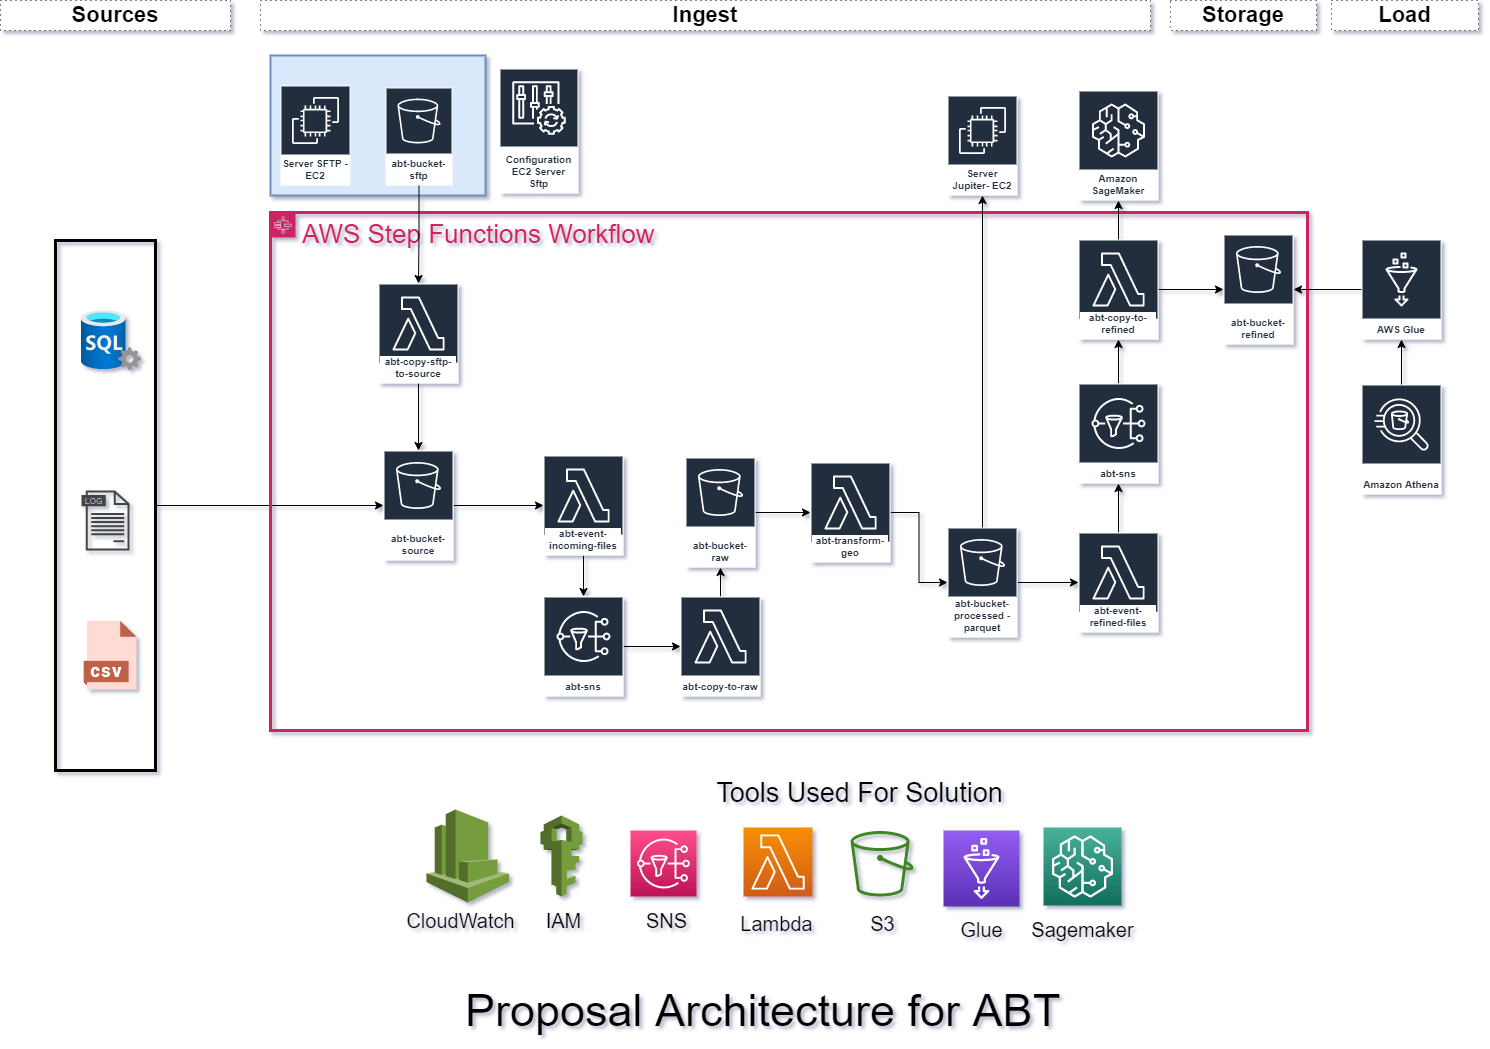 Sources
Ingest
Storage
Load
Server SFTP -
EC2
abt-bucket-
sftp
Configuration
EC2 Server
Sftp
Server
Jupiter- EC2
Amazon
SageMaker
AWS Step Functions Workflow
SQL
LOG
CSV
abt-copy-sftp-
to-source
abt-bucket-
source
abt-event-
incoming-files
abt-sns
abt-copy-to-raw
abt-bucket-
raw
abt-transform-
geo
abt-bucket-
processed -
parquet
abt-event-
refined-files
abt-sns
abt-copy-to-
refined
abt-bucket-
refined
AWS Glue
Amazon Athena
Tools Used For Solution
CloudWatch
IAM
SNS
Lambda
S3
Glue
Sagemaker
Proposal Architecture for ABT